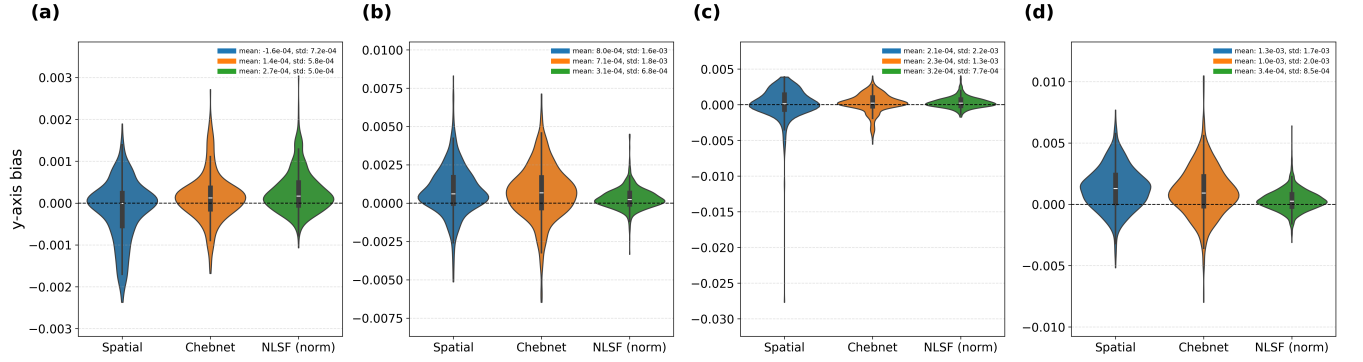 (a)
mean: -1.6e-04, std: 7.2e-04
mean: 1.4e-04, std: 5.8e-04
mean: 2.7e-04, std: 5.0e-04
y-axis bias
0.003
0.002
0.001
0.000
−0.001
−0.002
−0.003
Spatial
Chebnet
NLSF (norm)
(b)
mean: 8.0e-04, std: 1.6e-03
mean: 7.1e-04, std: 1.8e-03
mean: 3.1e-04, std: 6.8e-04
0.0100
0.0075
0.0050
0.0025
0.0000
−0.0025
−0.0050
−0.0075
Spatial
Chebnet
NLSF (norm)
(c)
mean: 2.1e-04, std: 2.2e-03
mean: 2.3e-04, std: 1.3e-03
mean: 3.2e-04, std: 7.7e-04
0.005
0.000
−0.005
−0.010
−0.015
−0.020
−0.025
−0.030
Spatial
Chebnet
NLSF (norm)
(d)
mean: 1.3e-03, std: 1.7e-03
mean: 1.0e-03, std: 2.0e-03
mean: 3.4e-04, std: 8.5e-04
0.010
0.005
0.000
−0.005
−0.010
Spatial
Chebnet
NLSF (norm)